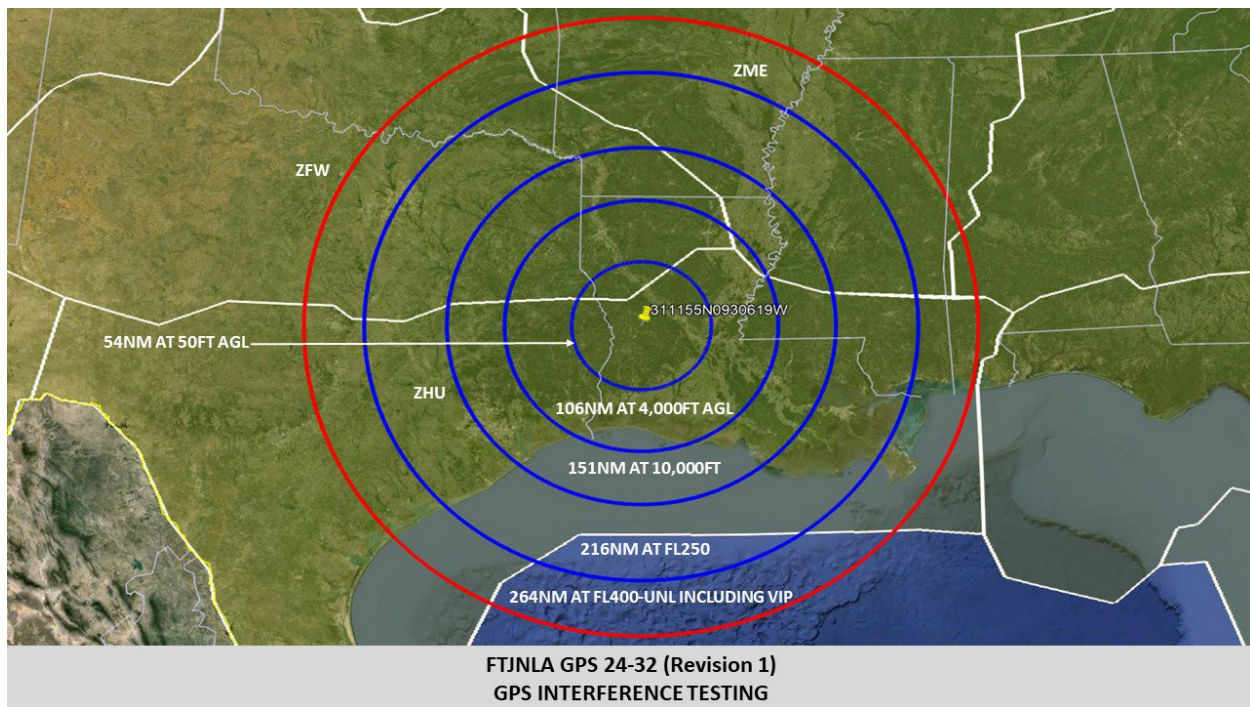 ZME
ZFW
311155N0930619W
54NM AT 50FT AGL
ZHU
106NM AT 4,000FT AGL
151NM AT 10,000FT
216NM AT FL250
264NM AT FL400-UNL INCLUDING VIP
FTJNLA GPS 24-32 (Revision 1)
GPS INTERFERENCE TESTING